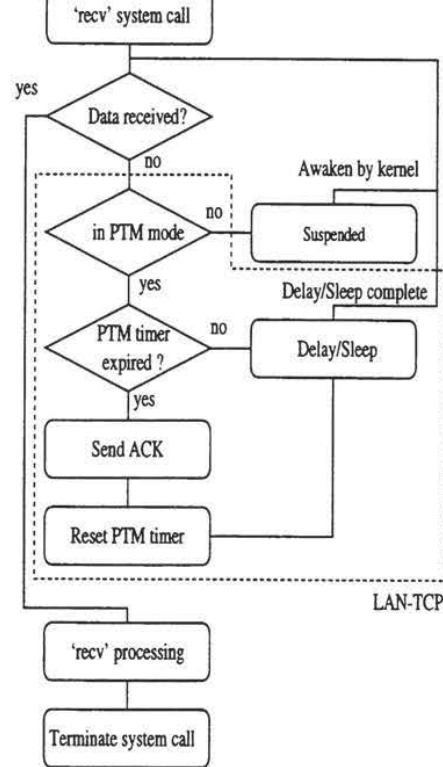 'recv' system call
yes
Data received?
no
Awaken by kernel
in PTM mode
no
Suspended
yes
Delay/Sleep complete
PTM timer
expired ?
no
Delay/Sleep
yes
Send ACK
Reset PTM timer
LAN-TCP
'recv' processing
Terminate system call